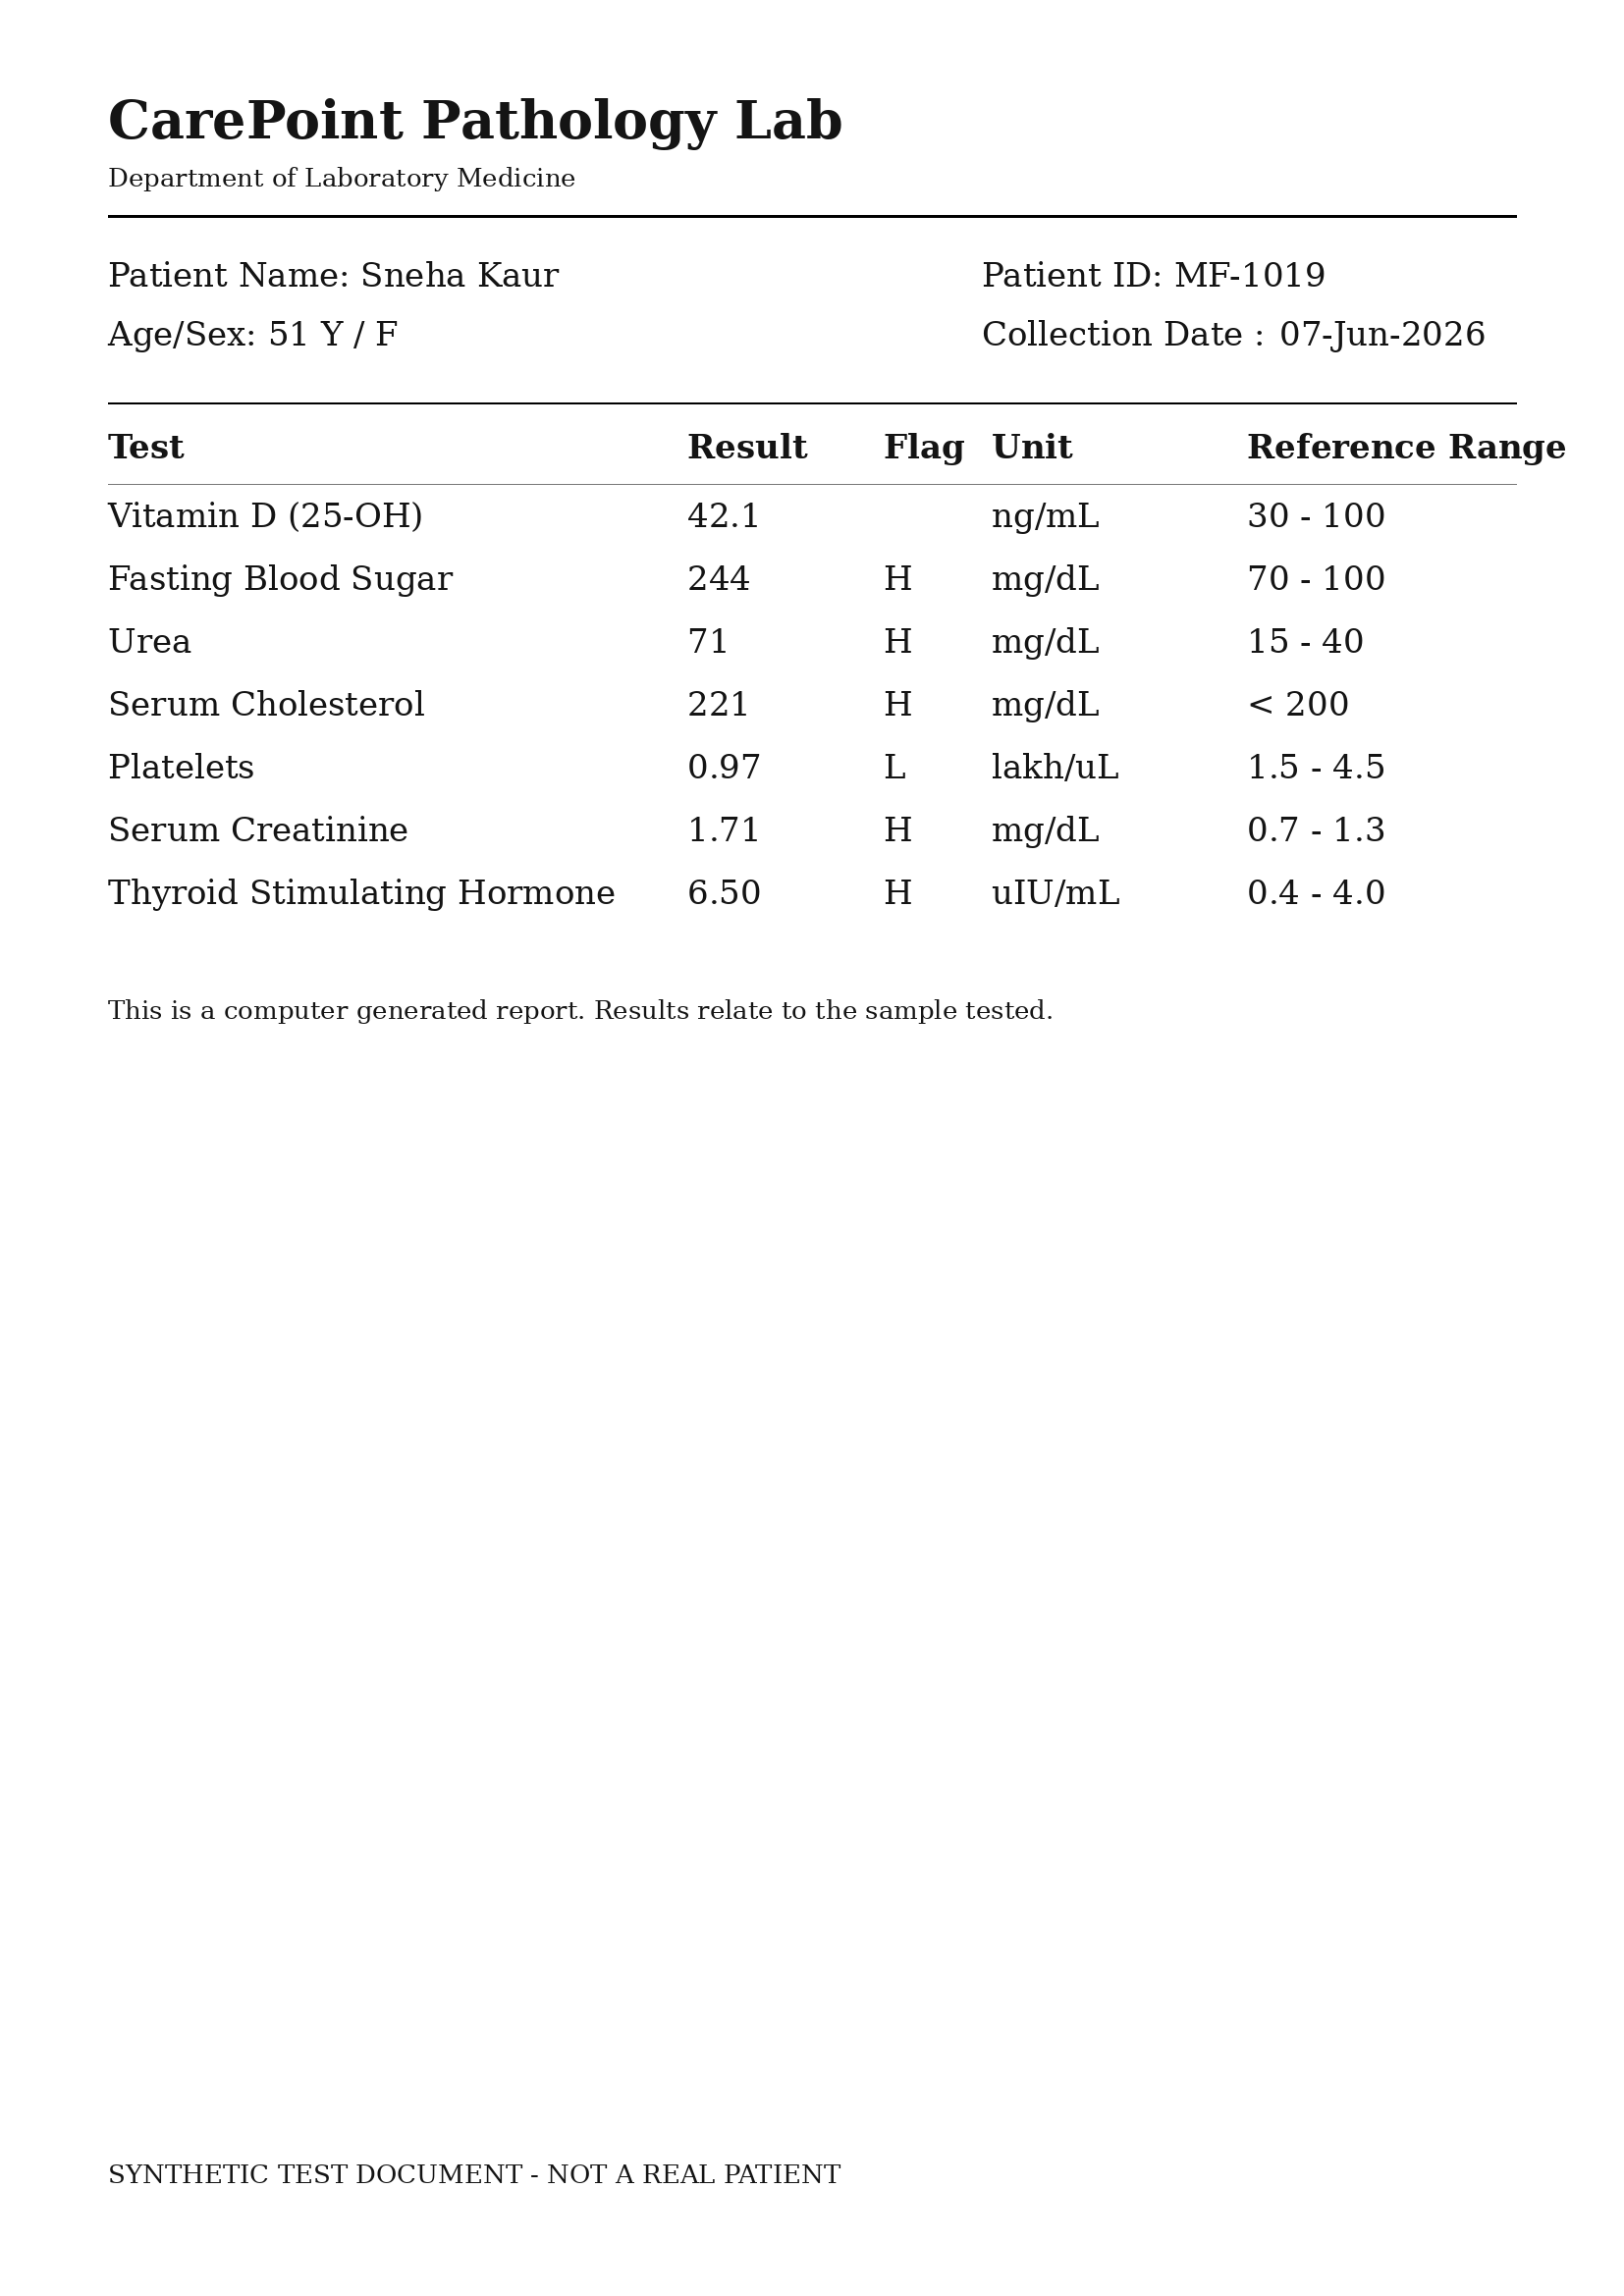 CarePoint Pathology Lab
Department of Laboratory Medicine
Patient Name: Sneha Kaur Patient ID: MF-1019
Age/Sex: 51 Y / F Collection Date : 07-Jun-2026
Test Result Flag Unit Reference Range
Vitamin D (25-OH) 42.1 ng/mL 30 - 100
Fasting Blood Sugar 244 H mg/dL 70 - 100
Urea 71 H mg/dL 15 - 40
Serum Cholesterol 221 H mg/dL < 200
Platelets 0.97 L lakh/uL 1.5 - 4.5
Serum Creatinine 1.71 H mg/dL 0.7 - 1.3
Thyroid Stimulating Hormone 6.50 H uIU/mL 0.4 - 4.0
This is a computer generated report. Results relate to the sample tested.
SYNTHETIC TEST DOCUMENT - NOT A REAL PATIENT